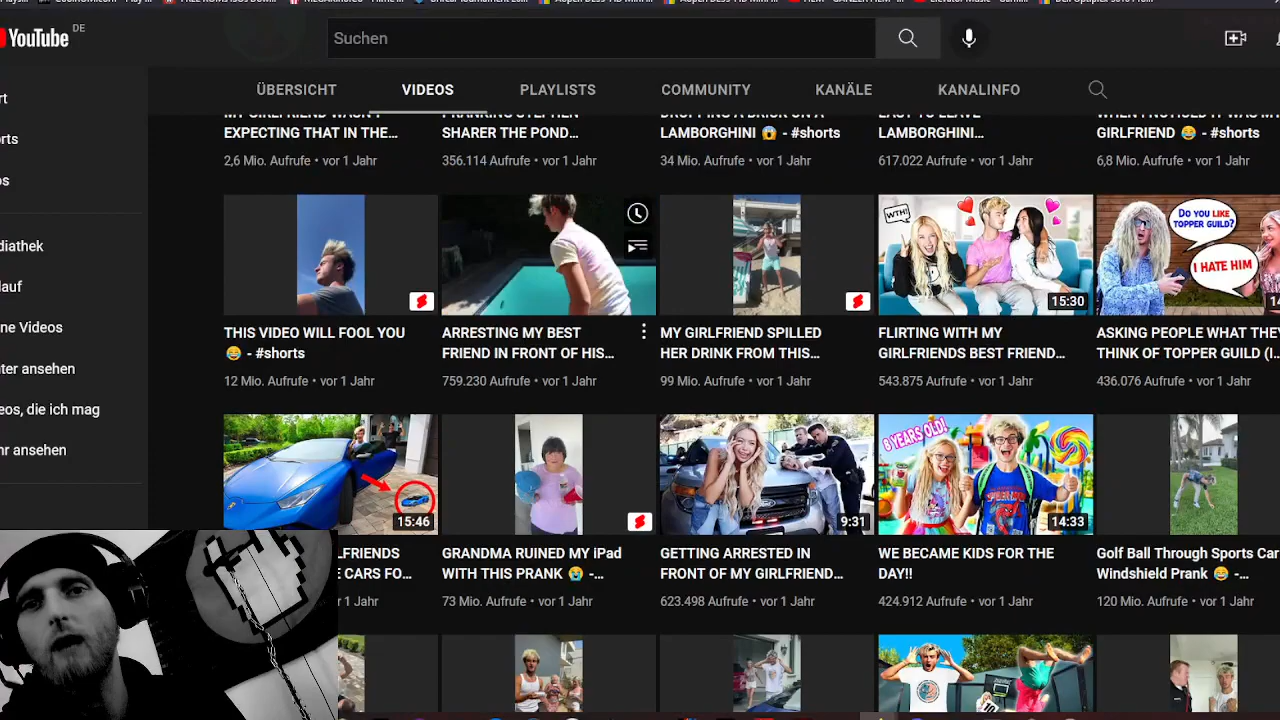 YouTube DE
Suchen
ÜBERSICHT VIDEOS PLAYLISTS COMMUNITY KANÄLE KANALINFO
EXPECTING THAT IN THE...
2,6 Mio. Aufrufe • vor 1 Jahr
SHARER THE POND...
356.114 Aufrufe • vor 1 Jahr
LAMBORGHINI 😱 - #shorts
34 Mio. Aufrufe • vor 1 Jahr
LAMBORGHINI...
617.022 Aufrufe • vor 1 Jahr
GIRLFRIEND 😂 - #shorts
6,8 Mio. Aufrufe • vor 1 Jahr
rt
orts
os
diathek
lauf
ine Videos
iter ansehen
eos, die ich mag
hr ansehen
THIS VIDEO WILL FOOL YOU
😂 - #shorts
12 Mio. Aufrufe • vor 1 Jahr
ARRESTING MY BEST
FRIEND IN FRONT OF HIS...
759.230 Aufrufe • vor 1 Jahr
MY GIRLFRIEND SPILLED
HER DRINK FROM THIS...
99 Mio. Aufrufe • vor 1 Jahr
WTH!
15:30
FLIRTING WITH MY
GIRLFRIENDS BEST FRIEND...
543.875 Aufrufe • vor 1 Jahr
DO YOU LIKE
TOPPER GUILD?
I HATE HIM
ASKING PEOPLE WHAT THE
THINK OF TOPPER GUILD (I...
436.076 Aufrufe • vor 1 Jahr
15:46
LFRIENDS
E CARS FO...
r 1 Jahr
GRANDMA RUINED MY iPad
WITH THIS PRANK 😭 -...
73 Mio. Aufrufe • vor 1 Jahr
9:31
GETTING ARRESTED IN
FRONT OF MY GIRLFRIEND...
623.498 Aufrufe • vor 1 Jahr
8 YEARS OLD!
14:33
WE BECAME KIDS FOR THE
DAY!!
424.912 Aufrufe • vor 1 Jahr
Golf Ball Through Sports Car
Windshield Prank 😂 -...
120 Mio. Aufrufe • vor 1 Jahr